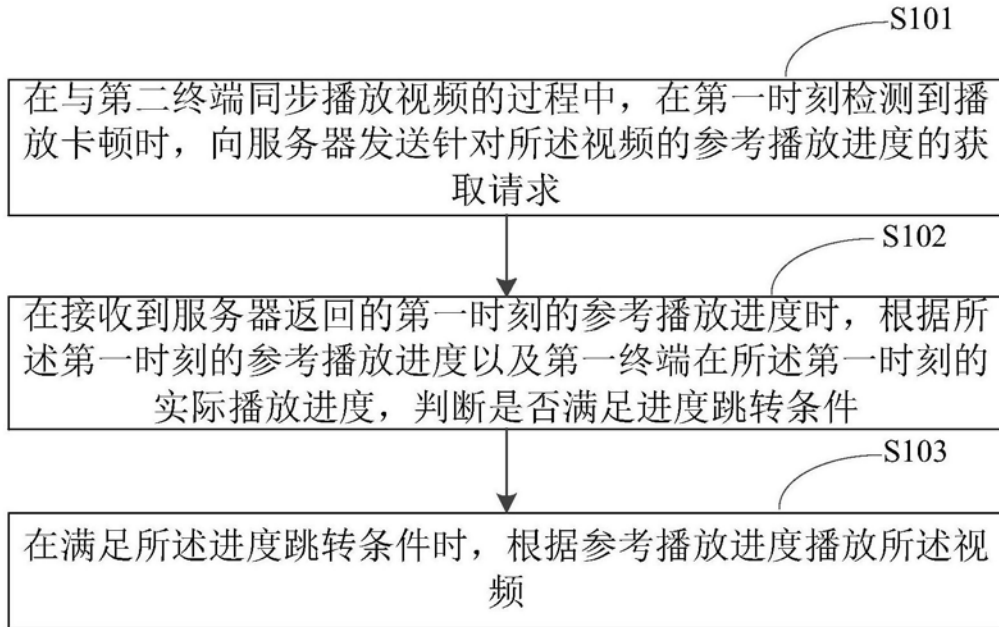 S101
在与第二终端同步播放视频的过程中，在第一时刻检测到播
放卡顿时，向服务器发送针对所述视频的参考播放进度的获
取请求
S102
在接收到服务器返回的第一时刻的参考播放进度时，根据所
述第一时刻的参考播放进度以及第一终端在所述第一时刻的
实际播放进度，判断是否满足进度跳转条件
S103
在满足所述进度跳转条件时，根据参考播放进度播放所述视
频